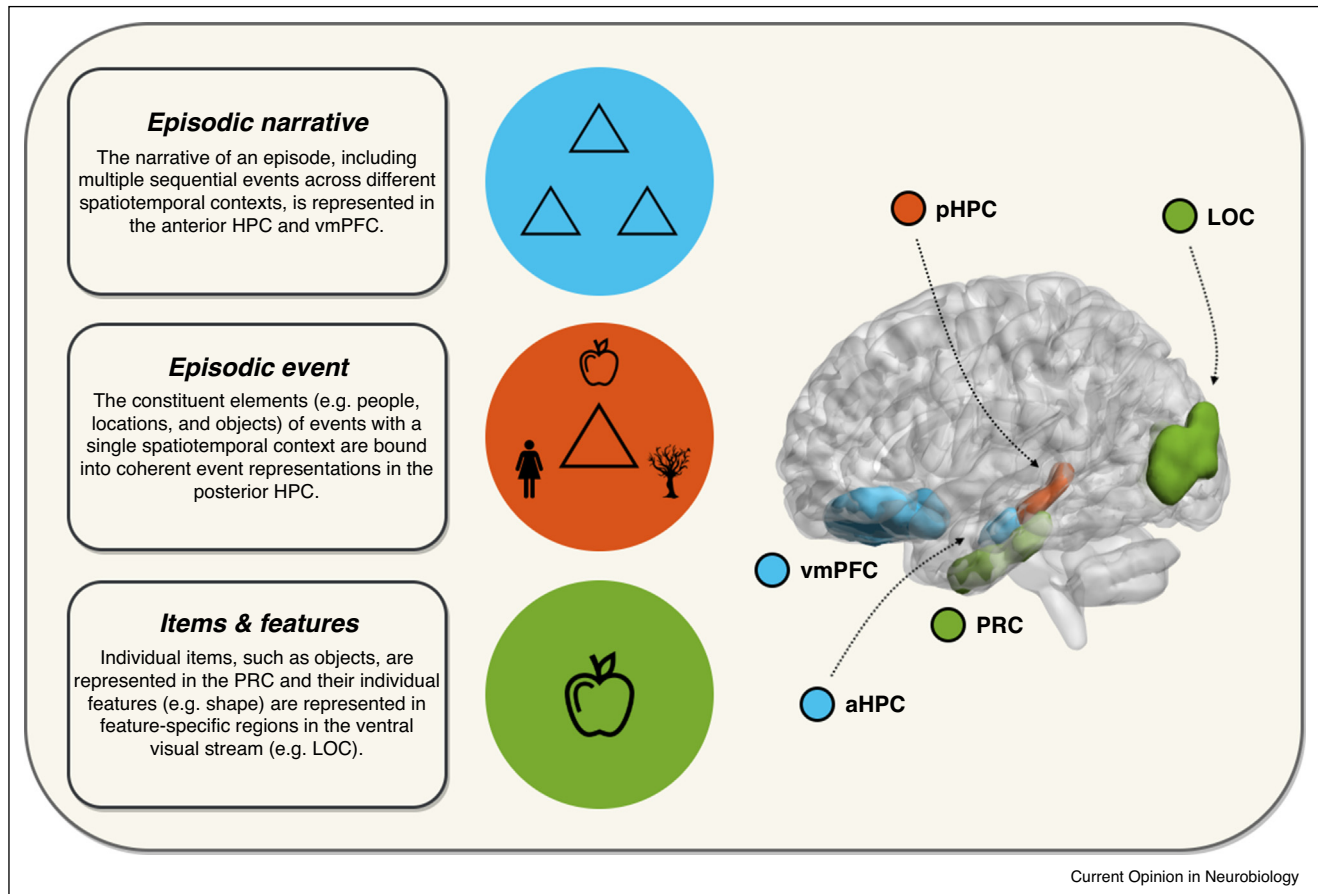 Episodic narrative
The narrative of an episode, including
multiple sequential events across different
spatiotemporal contexts, is represented in
the anterior HPC and vmPFC.
Episodic event
The constituent elements (e.g. people,
locations, and objects) of events with a
single spatiotemporal context are bound
into coherent event representations in the
posterior HPC.
Items & features
Individual items, such as objects, are
represented in the PRC and their individual
features (e.g. shape) are represented in
feature-specific regions in the ventral
visual stream (e.g. LOC).
pHPC
LOC
vmPFC
PRC
aHPC
Current Opinion in Neurobiology